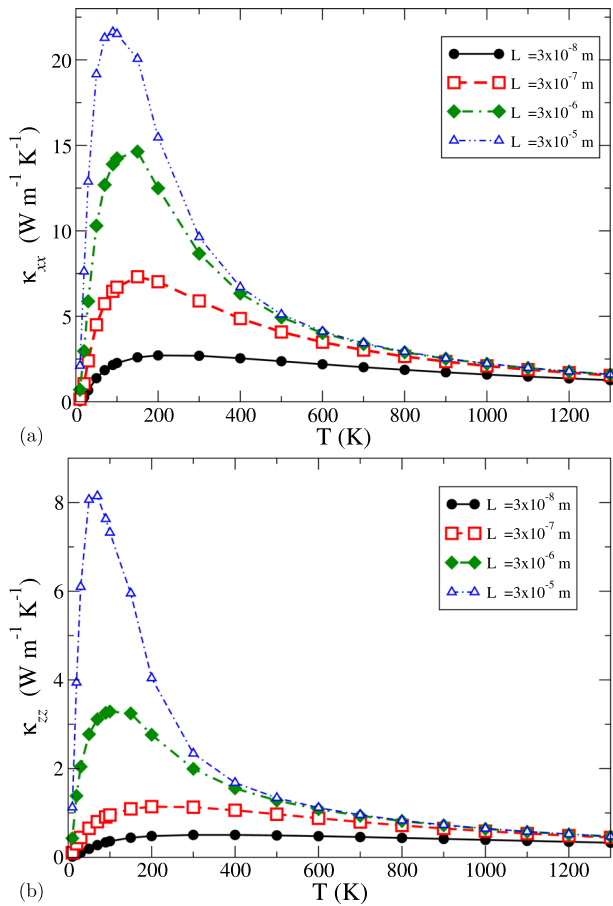 20
15
10
5
0
κxx (W m⁻¹ K⁻¹)
L =3x10⁻⁸ m
L =3x10⁻⁷ m
L =3x10⁻⁶ m
L =3x10⁻⁵ m
0 200 400 600 800 1000 1200
T (K)
(a)
8
6
4
2
0
κzz (W m⁻¹ K⁻¹)
L =3x10⁻⁸ m
L =3x10⁻⁷ m
L =3x10⁻⁶ m
L =3x10⁻⁵ m
0 200 400 600 800 1000 1200
T (K)
(b)